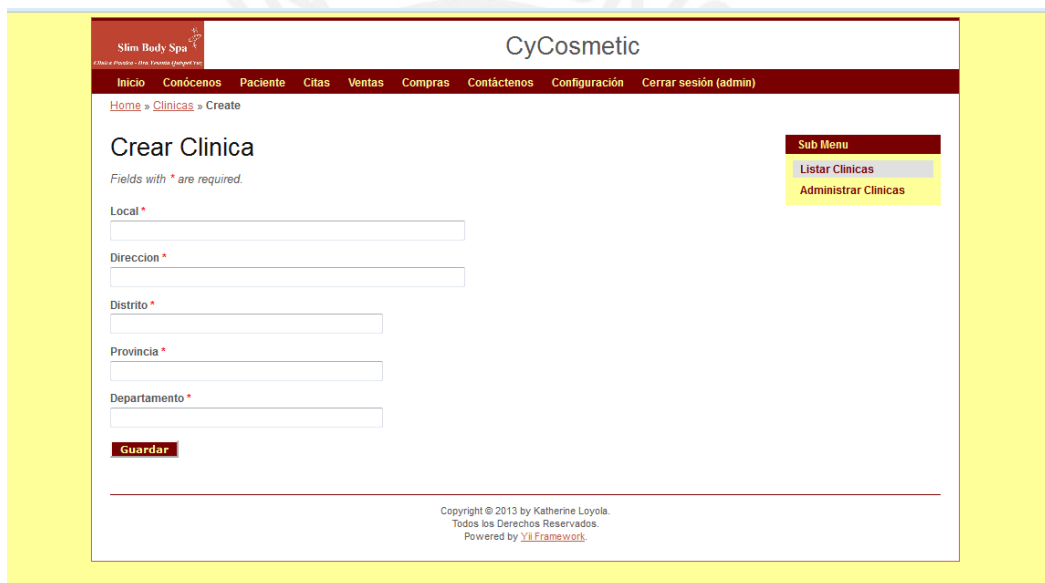 Slim Body Spa
CyCosmetic
Inicio Conócenos Paciente Citas Ventas Compras Contáctenos Configuración Cerrar sesión (admin)
Home » Clinicas » Create
Crear Clinica
Fields with * are required.
Local *
Direccion *
Distrito *
Provincia *
Departamento *
Guardar
Sub Menu
Listar Clinicas
Administrar Clinicas
Copyright © 2013 by Katherine Loyola.
Todos los Derechos Reservados.
Powered by Yii Framework.